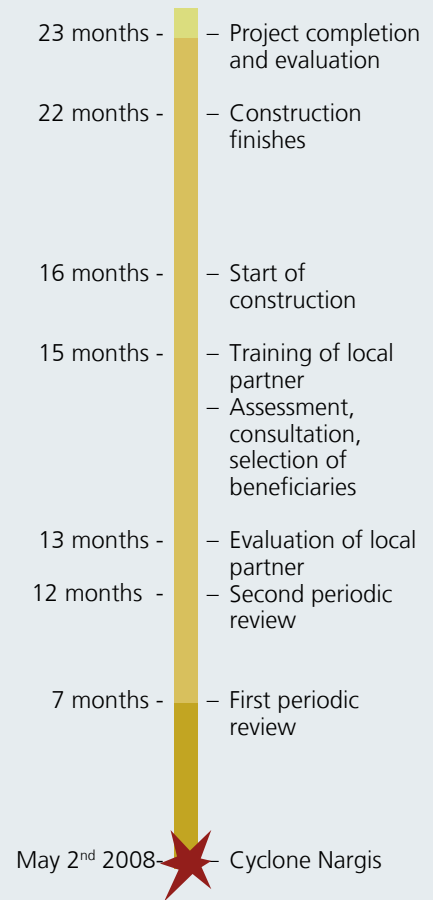 23 months - – Project completion
and evaluation
22 months - – Construction
finishes
16 months - – Start of
construction
15 months - – Training of local
partner
– Assessment,
consultation,
selection of
beneficiaries
13 months - – Evaluation of local
partner
12 months - – Second periodic
review
7 months - – First periodic
review
May 2nd 2008- – Cyclone Nargis